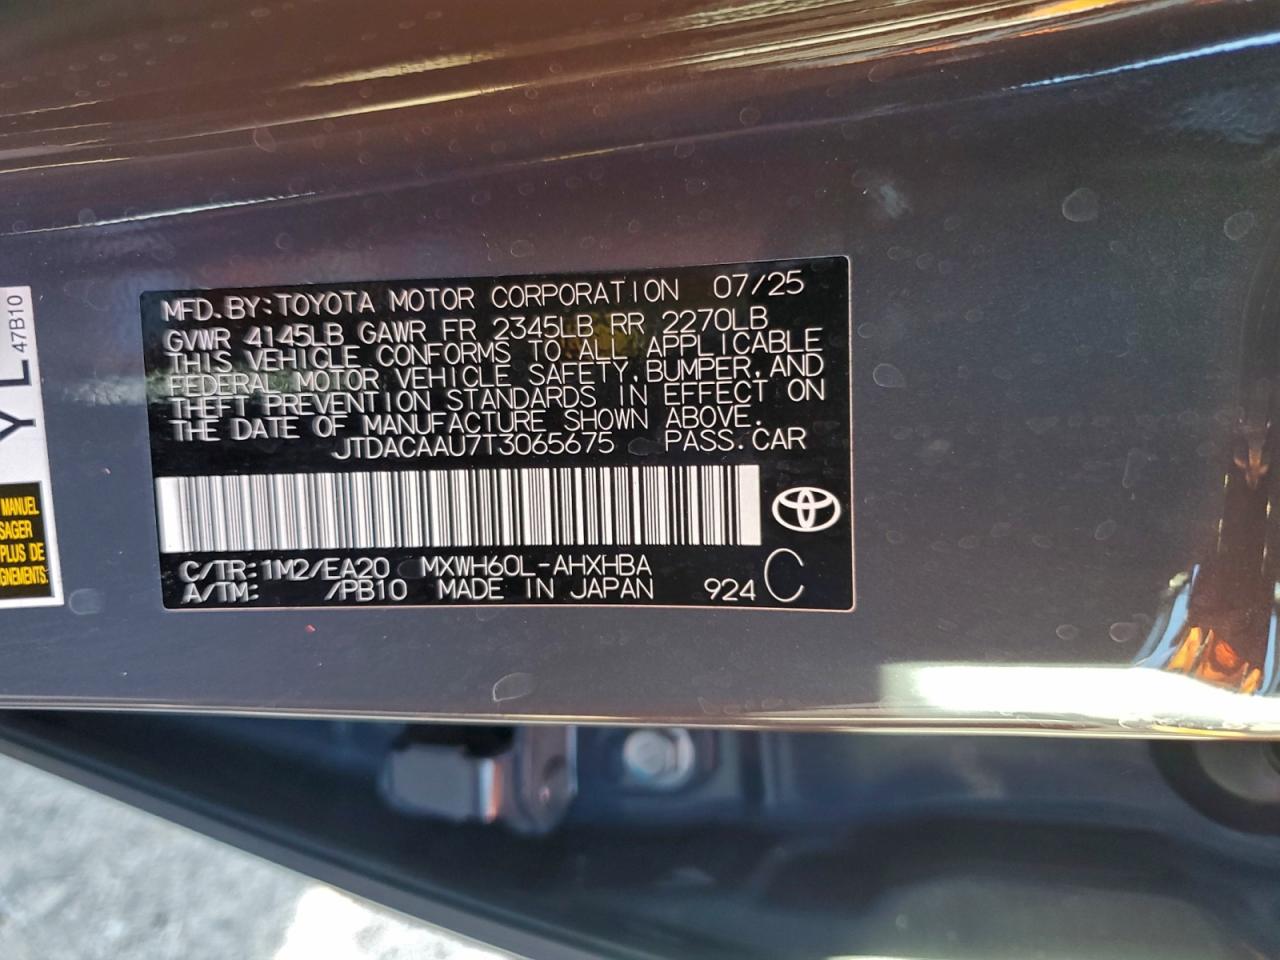 MFD.BY:TOYOTA MOTOR CORPORATION 07/25
GVWR 4145LB GAWR FR 2345LB RR 2270LB
THIS VEHICLE CONFORMS TO ALL APPLICABLE
FEDERAL MOTOR VEHICLE SAFETY,BUMPER,AND
THEFT PREVENTION STANDARDS IN EFFECT ON
THE DATE OF MANUFACTURE SHOWN ABOVE.
JTDACAAU7T3065675 PASS.CAR
C/TR:1M2/EA20 MXWH60L-AHXHBA
A/TM: /PB10 MADE IN JAPAN 924 C
YL
47B10
MANUEL
SAGER
PLUS DE
GNEMENTS.